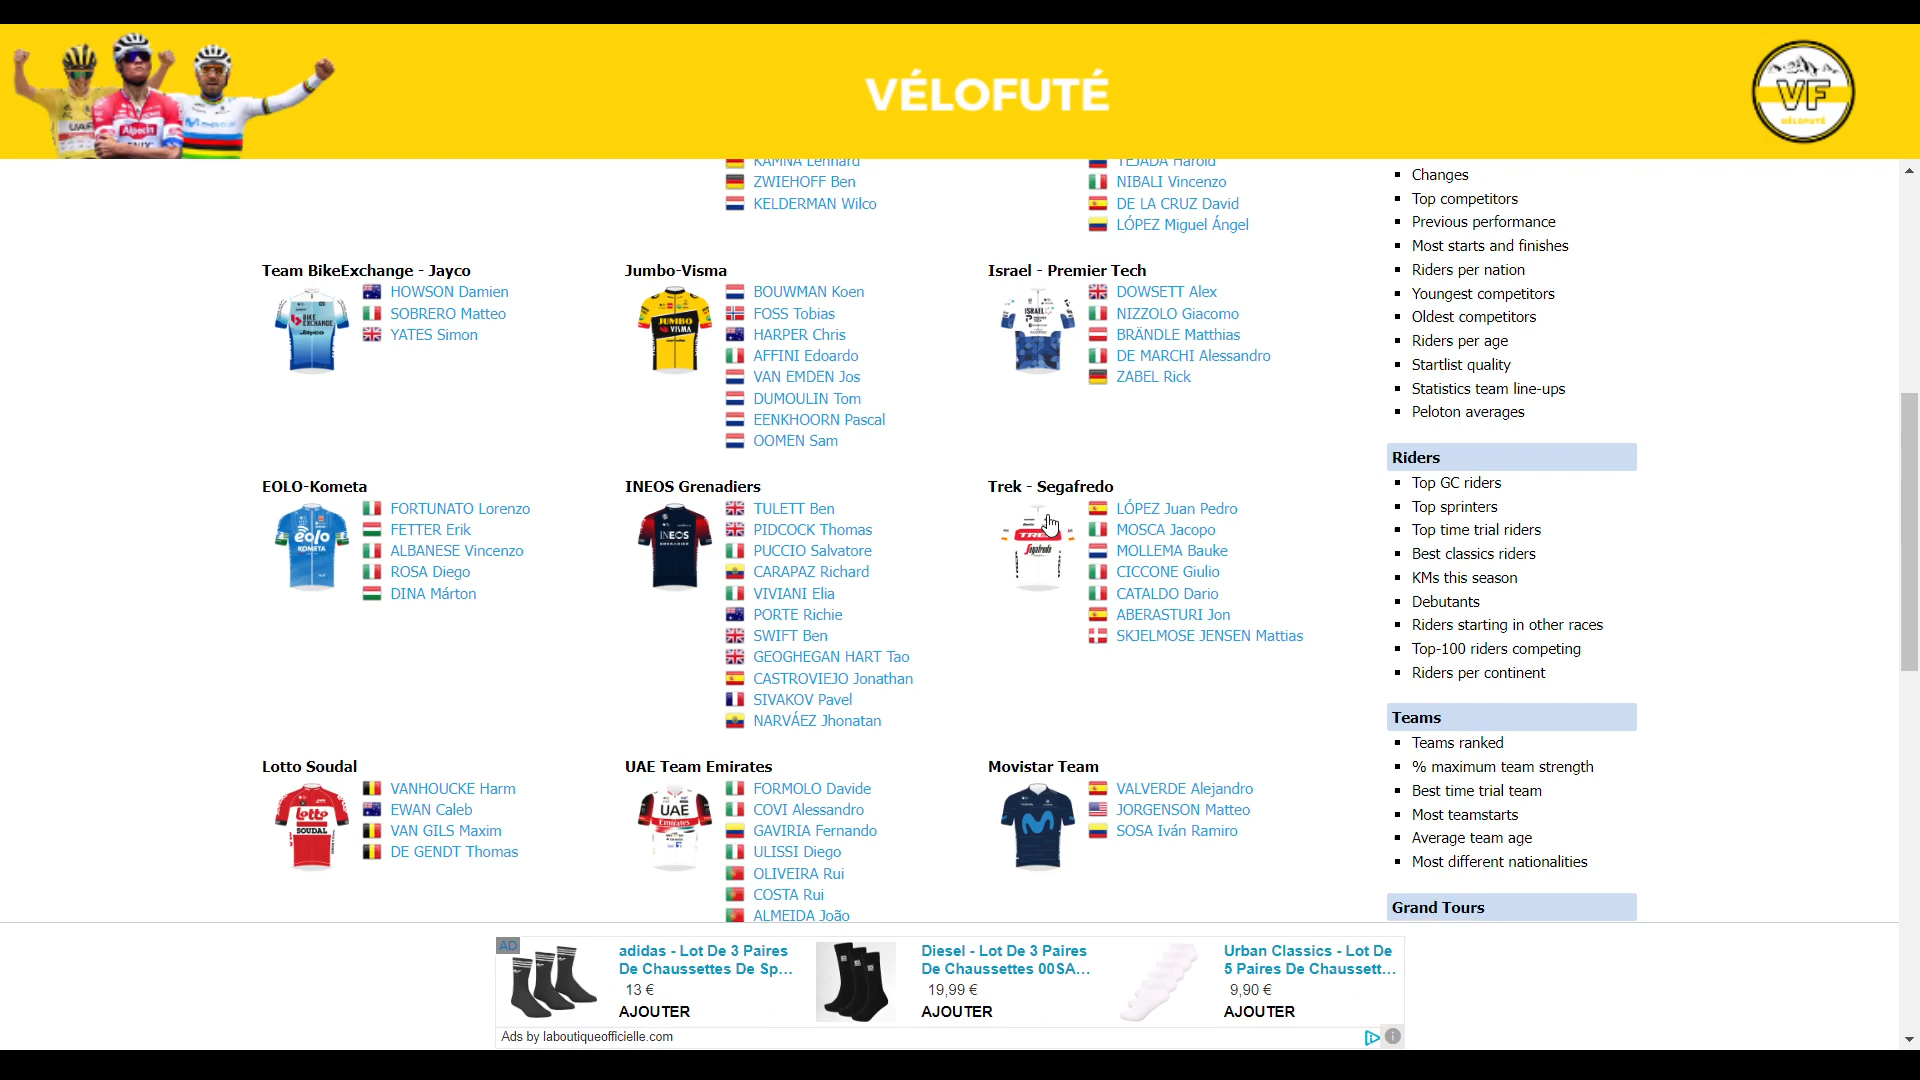 VÉLOFUTÉ
VF
VÉLOFUTÉ
KÄMNA Lennard
ZWIEHOFF Ben
KELDERMAN Wilco
TEJADA Harold
NIBALI Vincenzo
DE LA CRUZ David
LÓPEZ Miguel Ángel
Team BikeExchange - Jayco
HOWSON Damien
SOBRERO Matteo
YATES Simon
Jumbo-Visma
BOUWMAN Koen
FOSS Tobias
HARPER Chris
AFFINI Edoardo
VAN EMDEN Jos
DUMOULIN Tom
EENKHOORN Pascal
OOMEN Sam
Israel - Premier Tech
DOWSETT Alex
NIZZOLO Giacomo
BRÄNDLE Matthias
DE MARCHI Alessandro
ZABEL Rick
EOLO-Kometa
FORTUNATO Lorenzo
FETTER Erik
ALBANESE Vincenzo
ROSA Diego
DINA Márton
INEOS Grenadiers
TULETT Ben
PIDCOCK Thomas
PUCCIO Salvatore
CARAPAZ Richard
VIVIANI Elia
PORTE Richie
SWIFT Ben
GEOGHEGAN HART Tao
CASTROVIEJO Jonathan
SIVAKOV Pavel
NARVÁEZ Jhonatan
Trek - Segafredo
LÓPEZ Juan Pedro
MOSCA Jacopo
MOLLEMA Bauke
CICCONE Giulio
CATALDO Dario
ABERASTURI Jon
SKJELMOSE JENSEN Mattias
Lotto Soudal
VANHOUCKE Harm
EWAN Caleb
VAN GILS Maxim
DE GENDT Thomas
UAE Team Emirates
FORMOLO Davide
COVI Alessandro
GAVIRIA Fernando
ULISSI Diego
OLIVEIRA Rui
COSTA Rui
ALMEIDA João
Movistar Team
VALVERDE Alejandro
JORGENSON Matteo
SOSA Iván Ramiro
Changes
Top competitors
Previous performance
Most starts and finishes
Riders per nation
Youngest competitors
Oldest competitors
Riders per age
Startlist quality
Statistics team line-ups
Peloton averages
Riders
Top GC riders
Top sprinters
Top time trial riders
Best classics riders
KMs this season
Debutants
Riders starting in other races
Top-100 riders competing
Riders per continent
Teams
Teams ranked
% maximum team strength
Best time trial team
Most teamstarts
Average team age
Most different nationalities
Grand Tours
AD
adidas - Lot De 3 Paires
De Chaussettes De Sp...
13 €
AJOUTER
Diesel - Lot De 3 Paires
De Chaussettes 00SA...
19,99 €
AJOUTER
Urban Classics - Lot De
5 Paires De Chaussett...
9,90 €
AJOUTER
Ads by laboutiqueofficielle.com